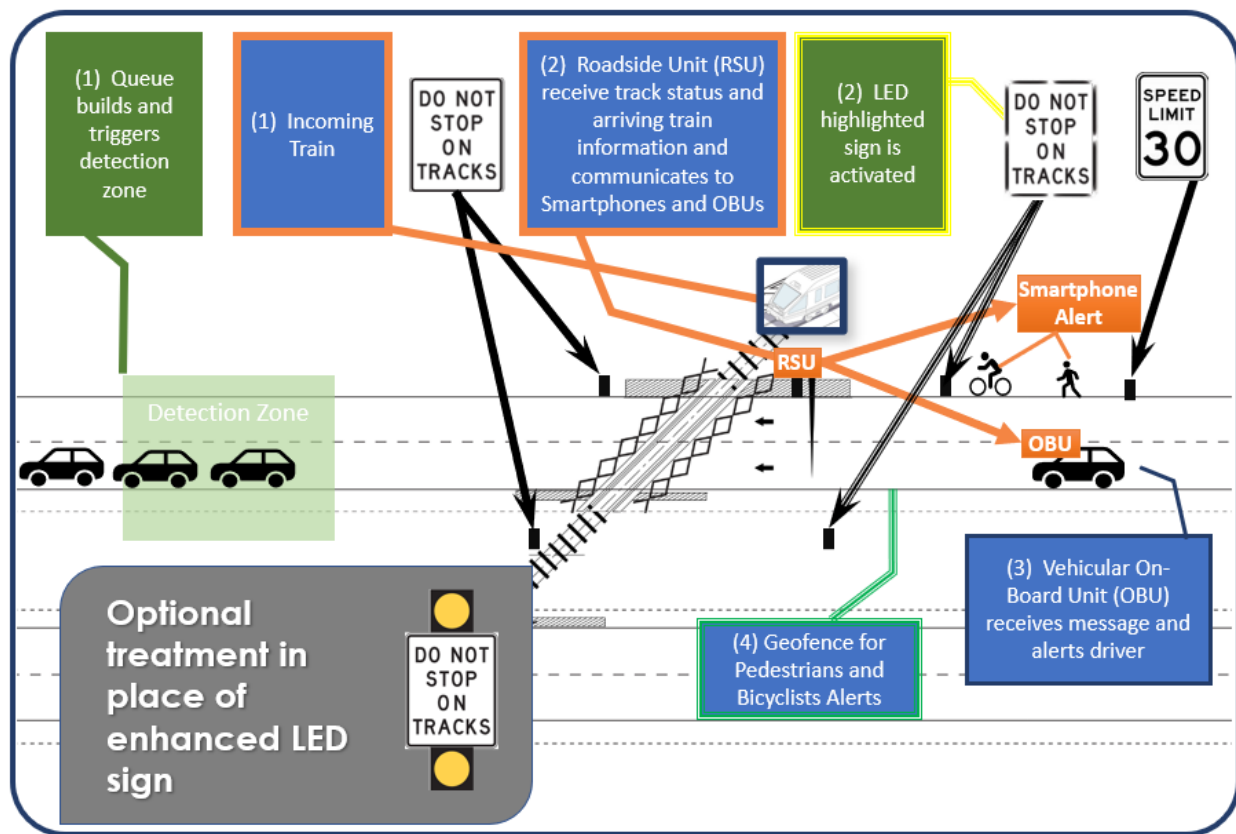 (1) Queue
builds and
triggers
detection
zone
(1) Incoming
Train
DO NOT
STOP
ON
TRACKS
(2) Roadside Unit (RSU)
receive track status and
arriving train
information and
communicates to
Smartphones and OBUs
(2) LED
highlighted
sign is
activated
DO NOT
STOP
ON
TRACKS
SPEED
LIMIT
30
Smartphone
Alert
RSU
Detection Zone
OBU
(3) Vehicular On-
Board Unit (OBU)
receives message and
alerts driver
(4) Geofence for
Pedestrians and
Bicyclists Alerts
Optional
treatment in
place of
enhanced LED
sign
DO NOT
STOP
ON
TRACKS